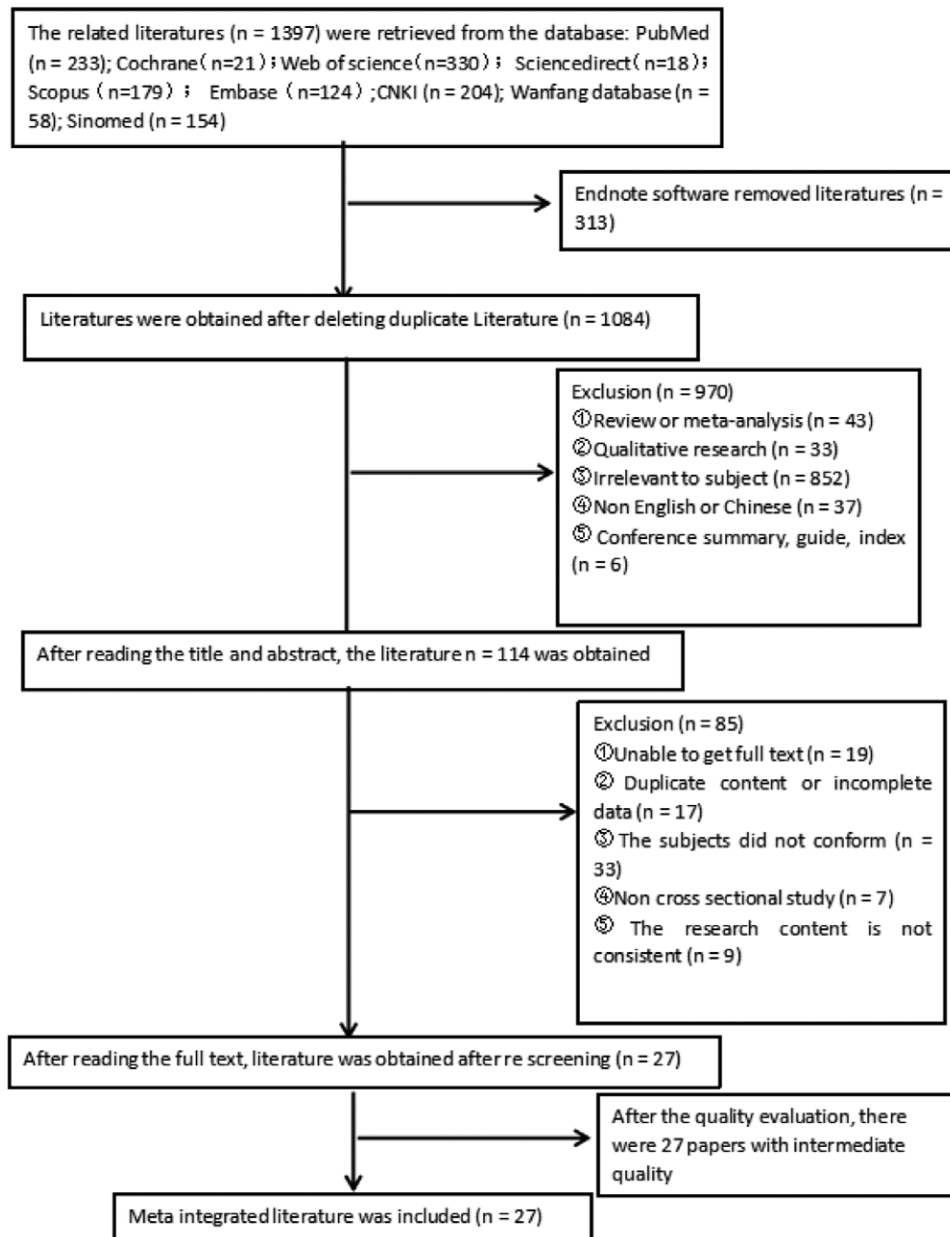 The related literatures (n = 1397) were retrieved from the database: PubMed
(n = 233); Cochrane（n=21）；Web of science（n=330）； Sciencedirect（n=18）；
Scopus （n=179）； Embase （n=124）;CNKI (n = 204); Wanfang database (n =
58); Sinomed (n = 154)
Endnote software removed literatures (n =
313)
Literatures were obtained after deleting duplicate Literature (n = 1084)
Exclusion (n = 970)
①Review or meta-analysis (n = 43)
②Qualitative research (n = 33)
③Irrelevant to subject (n = 852)
④Non English or Chinese (n = 37)
⑤ Conference summary, guide, index
(n = 6)
After reading the title and abstract, the literature n = 114 was obtained
Exclusion (n = 85)
①Unable to get full text (n = 19)
② Duplicate content or incomplete
data (n = 17)
③ The subjects did not conform (n =
33)
④Non cross sectional study (n = 7)
⑤ The research content is not
consistent (n = 9)
After reading the full text, literature was obtained after re screening (n = 27)
After the quality evaluation, there
were 27 papers with intermediate
quality
Meta integrated literature was included (n = 27)